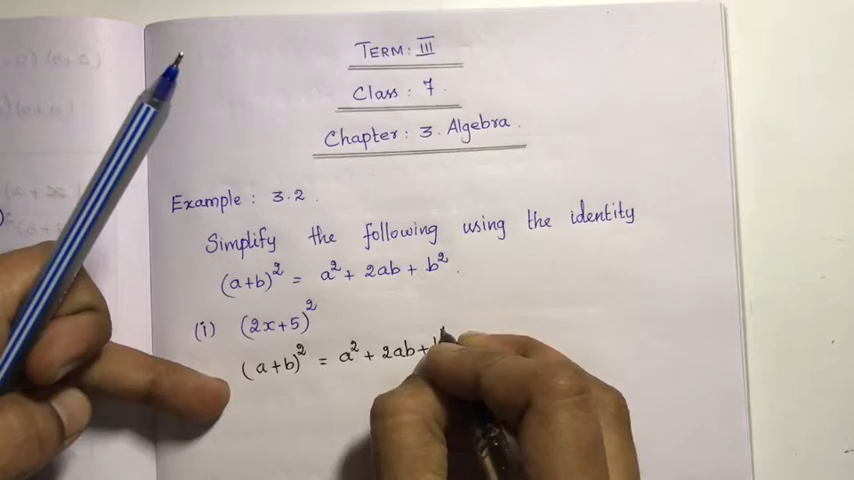 TERM: III
Class : 7
Chapter : 3. Algebra.
Example : 3.2.
Simplify the following using the identity
(a+b)² = a² + 2ab + b².
(i) (2x+5)²
(a+b)² = a² + 2ab + b